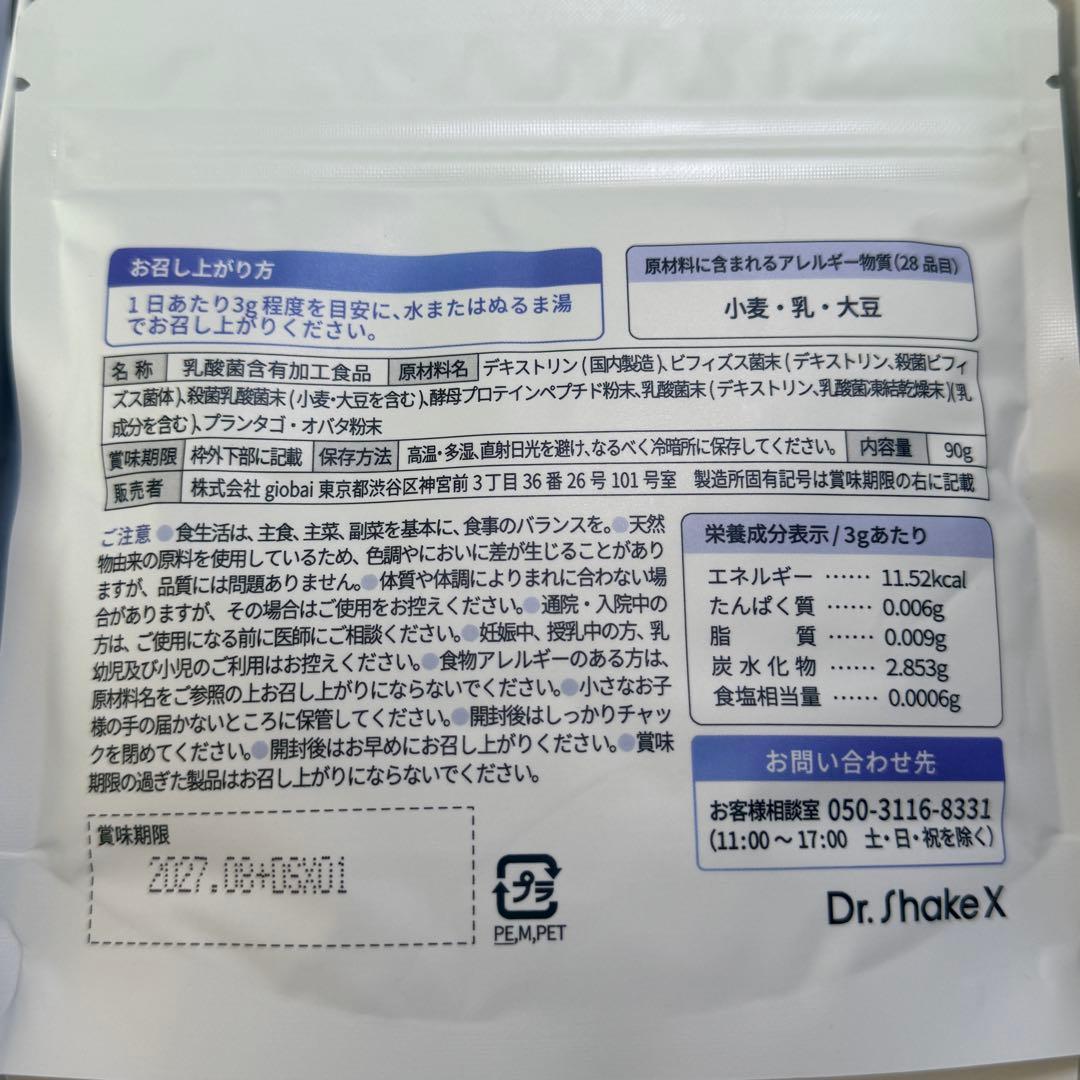 お召し上がり方
1日あたり3g程度を目安に、水またはぬるま湯
でお召し上がりください。
原材料に含まれるアレルギー物質(28品目)
小麦・乳・大豆
名称 乳酸菌含有加工食品 原材料名 デキストリン(国内製造)、ビフィズス菌末(デキストリン、殺菌ビフィ
ズス菌体)、殺菌乳酸菌末(小麦・大豆を含む)、酵母プロテインペプチド粉末、乳酸菌末(デキストリン、乳酸菌凍結乾燥末)(乳
成分を含む)、プランタゴ・オバタ粉末
賞味期限 枠外下部に記載 保存方法 高温・多湿、直射日光を避け、なるべく冷暗所に保存してください。 内容量 90g
販売者 株式会社 giobai 東京都渋谷区神宮前3丁目36番26号101号室 製造所固有記号は賞味期限の右に記載
ご注意 ●食生活は、主食、主菜、副菜を基本に、食事のバランスを。●天然
物由来の原料を使用しているため、色調やにおいに差が生じることがあり
ますが、品質には問題ありません。●体質や体調によりまれに合わない場
合がありますが、その場合はご使用をお控えください。●通院・入院中の
方は、ご使用になる前に医師にご相談ください。●妊娠中、授乳中の方、乳
幼児及び小児のご利用はお控えください。●食物アレルギーのある方は、
原材料名をご参照の上お召し上がりにならないでください。●小さなお子
様の手の届かないところに保管してください。●開封後はしっかりチャッ
クを閉めてください。●開封後はお早めにお召し上がりください。●賞味
期限の過ぎた製品はお召し上がりにならないでください。
栄養成分表示/3gあたり
エネルギー …… 11.52kcal
たんぱく質 …… 0.006g
脂質 …… 0.009g
炭水化物 …… 2.853g
食塩相当量 …… 0.0006g
お問い合わせ先
お客様相談室 050-3116-8331
(11:00〜17:00 土・日・祝を除く)
賞味期限
2027.08+DSX01
プラ
PE,M,PET
Dr.Shake X